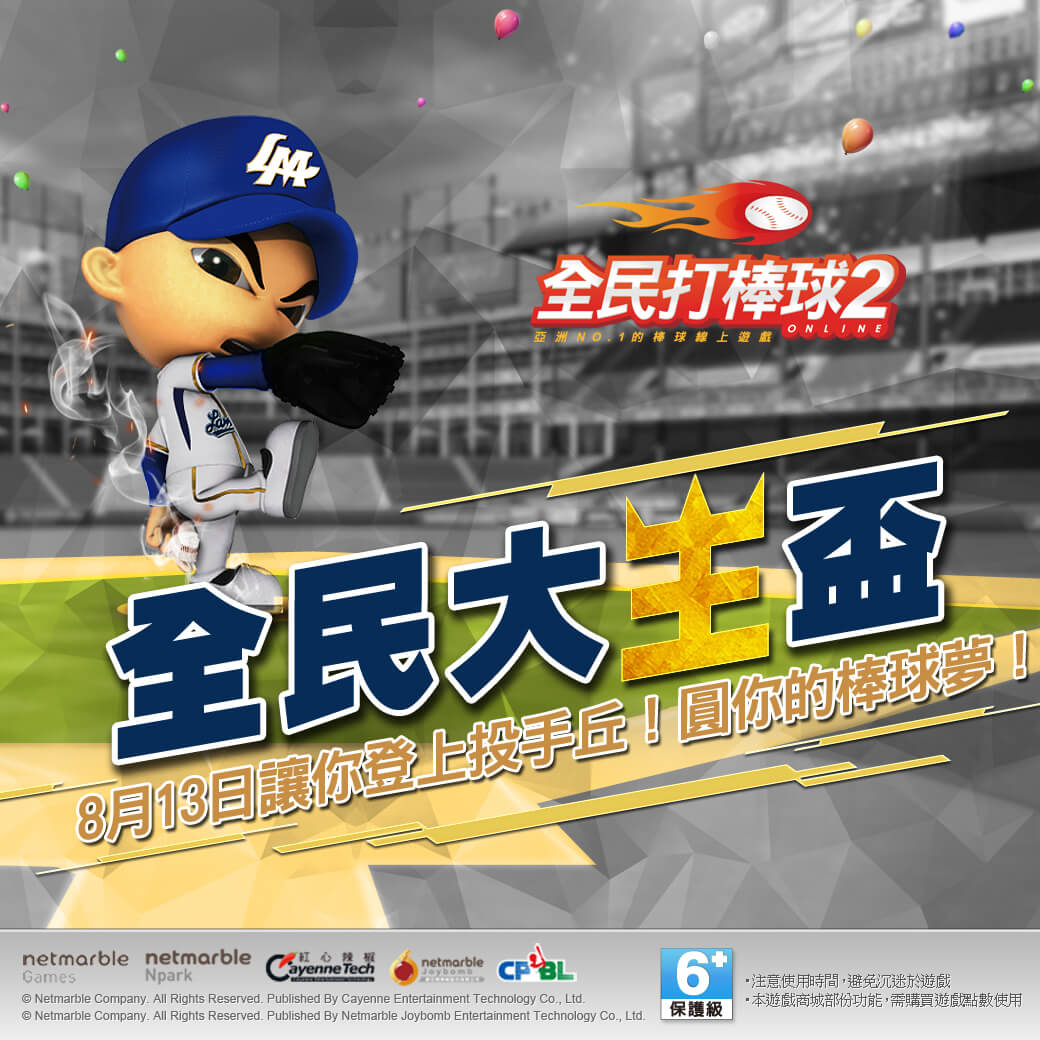 LM
Lam
全民打棒球2
ONLINE
亞洲NO.1的棒球線上遊戲
全民大王盃
8月13日讓你登上投手丘！圓你的棒球夢！
netmarble Games
netmarble Npark
紅心辣椒 CayenneTech
netmarble Joybomb
CPBL
6+ 保護級
‧注意使用時間，避免沉迷於遊戲
‧本遊戲商城部份功能，需購買遊戲點數使用
© Netmarble Company. All Rights Reserved. Published By Cayenne Entertainment Technology Co., Ltd.
© Netmarble Company. All Rights Reserved. Published By Netmarble Joybomb Entertainment Technology Co., Ltd.